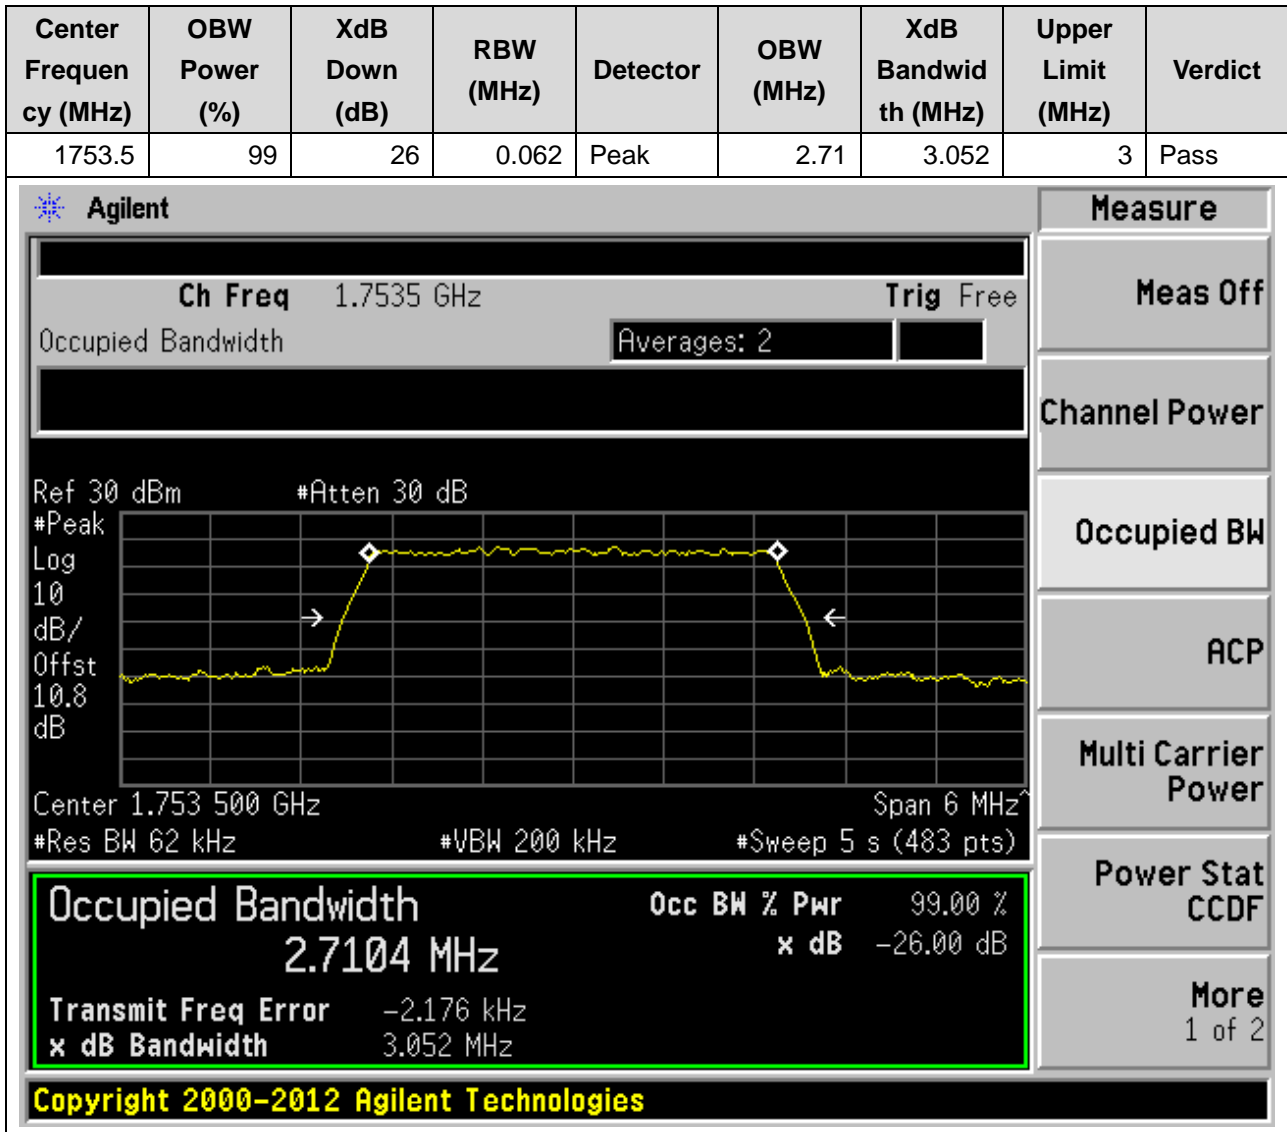 Center Frequen cy (MHz)
OBW Power (%)
XdB Down (dB)
RBW (MHz)
Detector
OBW (MHz)
XdB Bandwid th (MHz)
Upper Limit (MHz)
Verdict
1753.5 99 26 0.062 Peak 2.71 3.052 3 Pass
Agilent
Measure
Ch Freq 1.7535 GHz Trig Free
Occupied Bandwidth Averages: 2
Ref 30 dBm #Atten 30 dB
#Peak
Log
10
dB/
Offst
10.8
dB
Center 1.753 500 GHz Span 6 MHz^
#Res BW 62 kHz #VBW 200 kHz #Sweep 5 s (483 pts)
Occupied Bandwidth
2.7104 MHz
Occ BW % Pwr 99.00 %
x dB -26.00 dB
Transmit Freq Error -2.176 kHz
x dB Bandwidth 3.052 MHz
Meas Off
Channel Power
Occupied BW
ACP
Multi Carrier
Power
Power Stat
CCDF
More
1 of 2
Copyright 2000-2012 Agilent Technologies